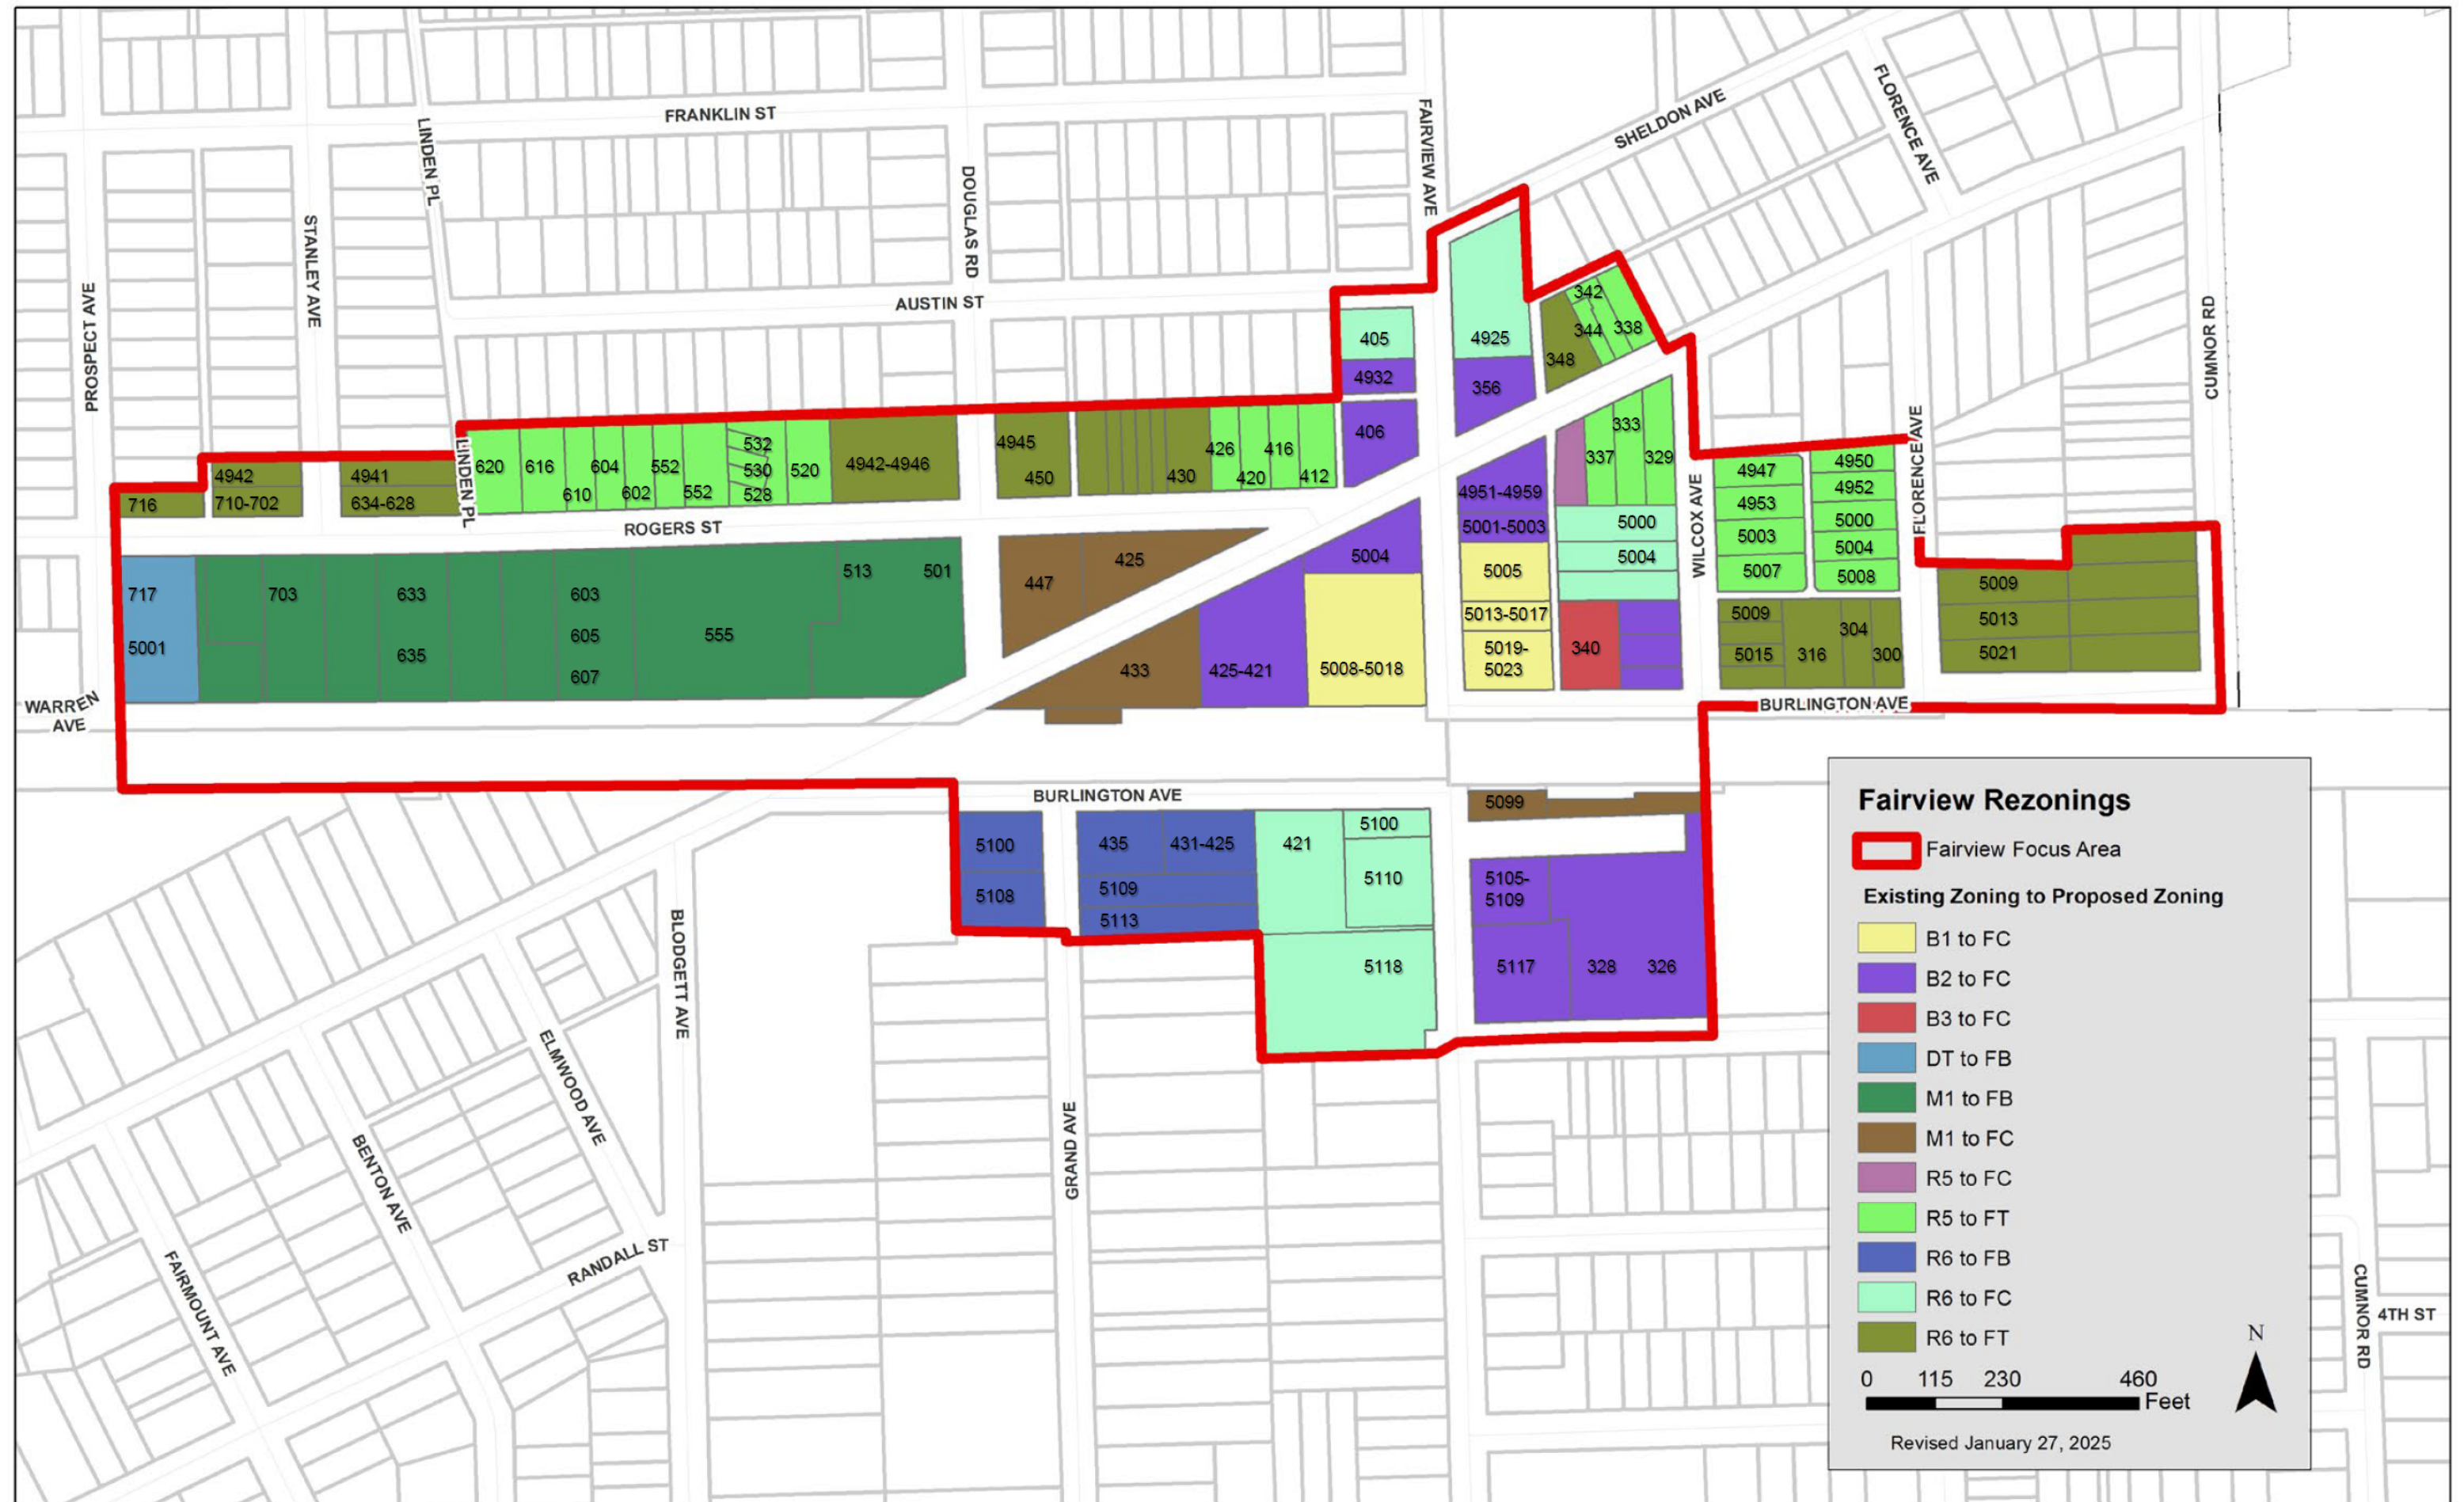 FRANKLIN ST
LINDEN PL
DOUGLAS RD
FAIRVIEW AVE
SHELDON AVE
FLORENCE AVE
STANLEY AVE
PROSPECT AVE
AUSTIN ST
CUMNOR RD
342
344
338
348
405
4925
4932
356
406
333
337
329
4942
4941
716
710-702
634-628
LINDEN PL
620
616
604
610
602
552
552
532
530
528
520
4942-4946
4945
450
430
426
420
416
412
4951-4959
5001-5003
5000
5004
WILCOX AVE
4947
4953
5003
5007
4950
4952
5000
5004
5008
FLORENCE AVE
ROGERS ST
717
5001
703
633
635
603
605
607
555
513
501
447
425
433
425-421
5004
5008-5018
5005
5013-5017
5019-
5023
340
5009
5015
316
304
300
5009
5013
5021
WARREN
AVE
BURLINGTON AVE
BURLINGTON AVE
5099
5100
5108
435
431-425
5109
5113
421
5100
5110
5118
5105-
5109
5117
328
326
BLODGETT AVE
ELMWOOD AVE
BENTON AVE
FAIRMOUNT AVE
RANDALL ST
GRAND AVE
CUMNOR RD
4TH ST
Fairview Rezonings
Fairview Focus Area
Existing Zoning to Proposed Zoning
B1 to FC
B2 to FC
B3 to FC
DT to FB
M1 to FB
M1 to FC
R5 to FC
R5 to FT
R6 to FB
R6 to FC
R6 to FT
N
0 115 230 460
Feet
Revised January 27, 2025